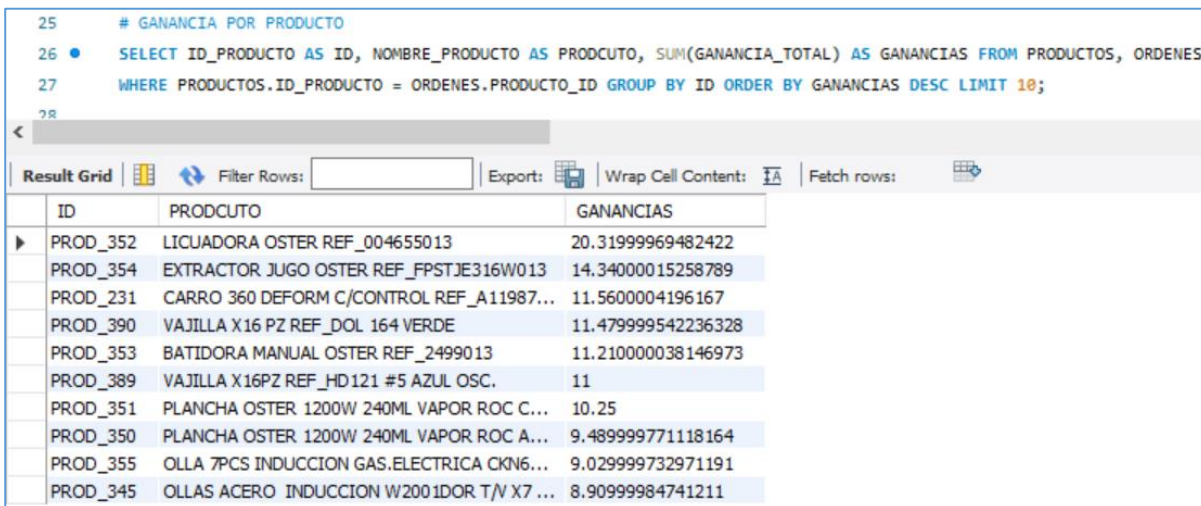 25 # GANANCIA POR PRODUCTO
26 SELECT ID_PRODUCTO AS ID, NOMBRE_PRODUCTO AS PRODCUTO, SUM(GANANCIA_TOTAL) AS GANANCIAS FROM PRODUCTOS, ORDENES
27 WHERE PRODUCTOS.ID_PRODUCTO = ORDENES.PRODUCTO_ID GROUP BY ID ORDER BY GANANCIAS DESC LIMIT 10;
28
Result Grid Filter Rows: Export: Wrap Cell Content: Fetch rows:
ID PRODCUTO GANANCIAS
PROD_352 LICUADORA OSTER REF_004655013 20.31999969482422
PROD_354 EXTRACTOR JUGO OSTER REF_FPSTJE316W013 14.34000015258789
PROD_231 CARRO 360 DEFORM C/CONTROL REF_A11987... 11.5600004196167
PROD_390 VAJILLA X16 PZ REF_DOL 164 VERDE 11.479999542236328
PROD_353 BATIDORA MANUAL OSTER REF_2499013 11.210000038146973
PROD_389 VAJILLA X16PZ REF_HD121 #5 AZUL OSC. 11
PROD_351 PLANCHA OSTER 1200W 240ML VAPOR ROC C... 10.25
PROD_350 PLANCHA OSTER 1200W 240ML VAPOR ROC A... 9.489999771118164
PROD_355 OLLA 7PCS INDUCCION GAS.ELECTRICA CKN6... 9.029999732971191
PROD_345 OLLAS ACERO INDUCCION W2001DOR T/V X7 ... 8.90999984741211